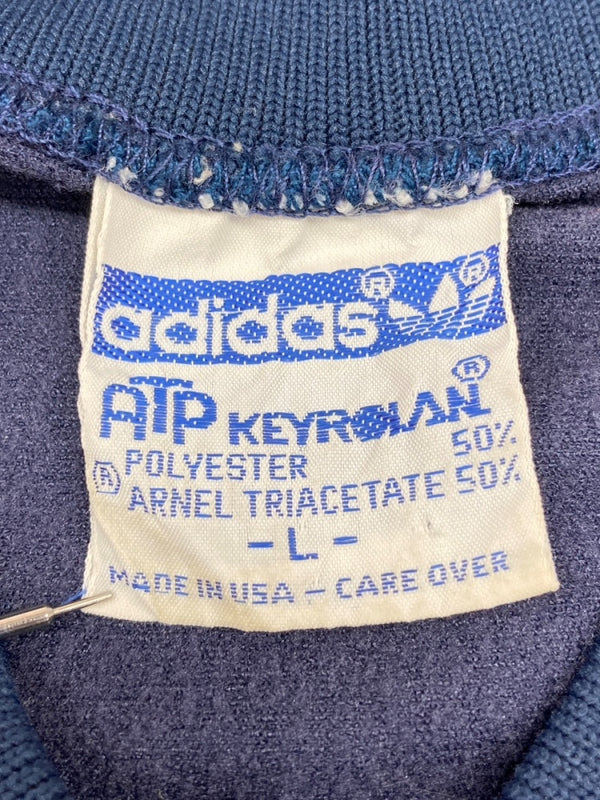 adidas®®
ATP KEYROLAN®
POLYESTER 50%
® ARNEL TRIACETATE 50%
- L -
MADE IN USA - CARE OVER